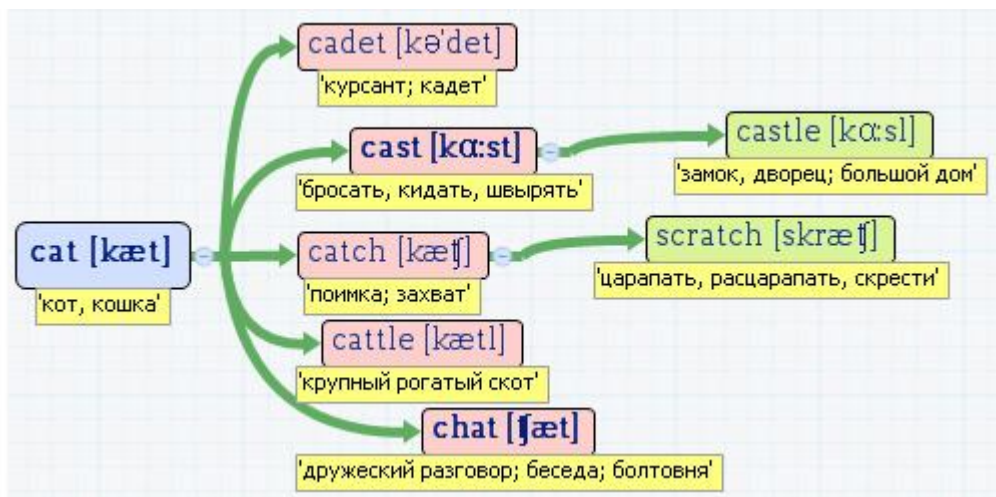 cadet [kə'det]
'курсант; кадет'
cast [kɑ:st]
'бросать, кидать, швырять'
castle [kɑ:sl]
'замок, дворец; большой дом'
cat [kæt]
'кот, кошка'
catch [kæʧ]
'поимка; захват'
scratch [skræʧ]
'царапать, расцарапать, скрести'
cattle [kætl]
'крупный рогатый скот'
chat [ʧæt]
'дружеский разговор; беседа; болтовня'